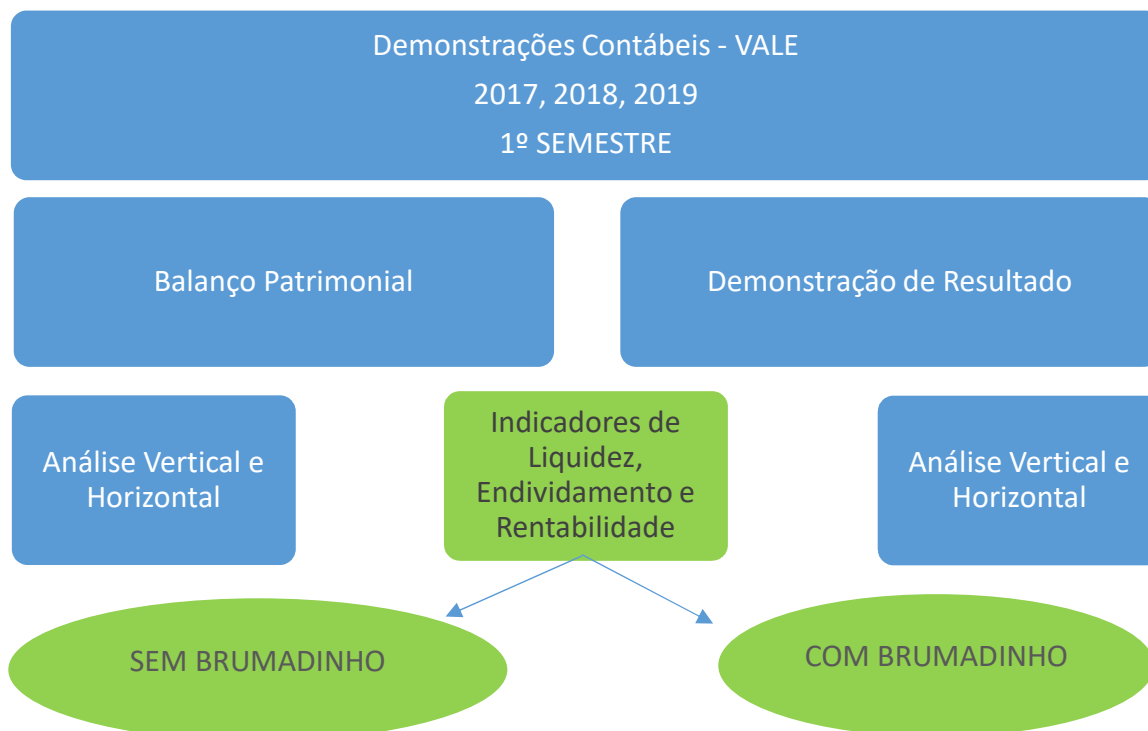 Demonstrações Contábeis - VALE
2017, 2018, 2019
1º SEMESTRE
Balanço Patrimonial
Demonstração de Resultado
Análise Vertical e
Horizontal
Indicadores de
Liquidez,
Endividamento e
Rentabilidade
Análise Vertical e
Horizontal
SEM BRUMADINHO
COM BRUMADINHO